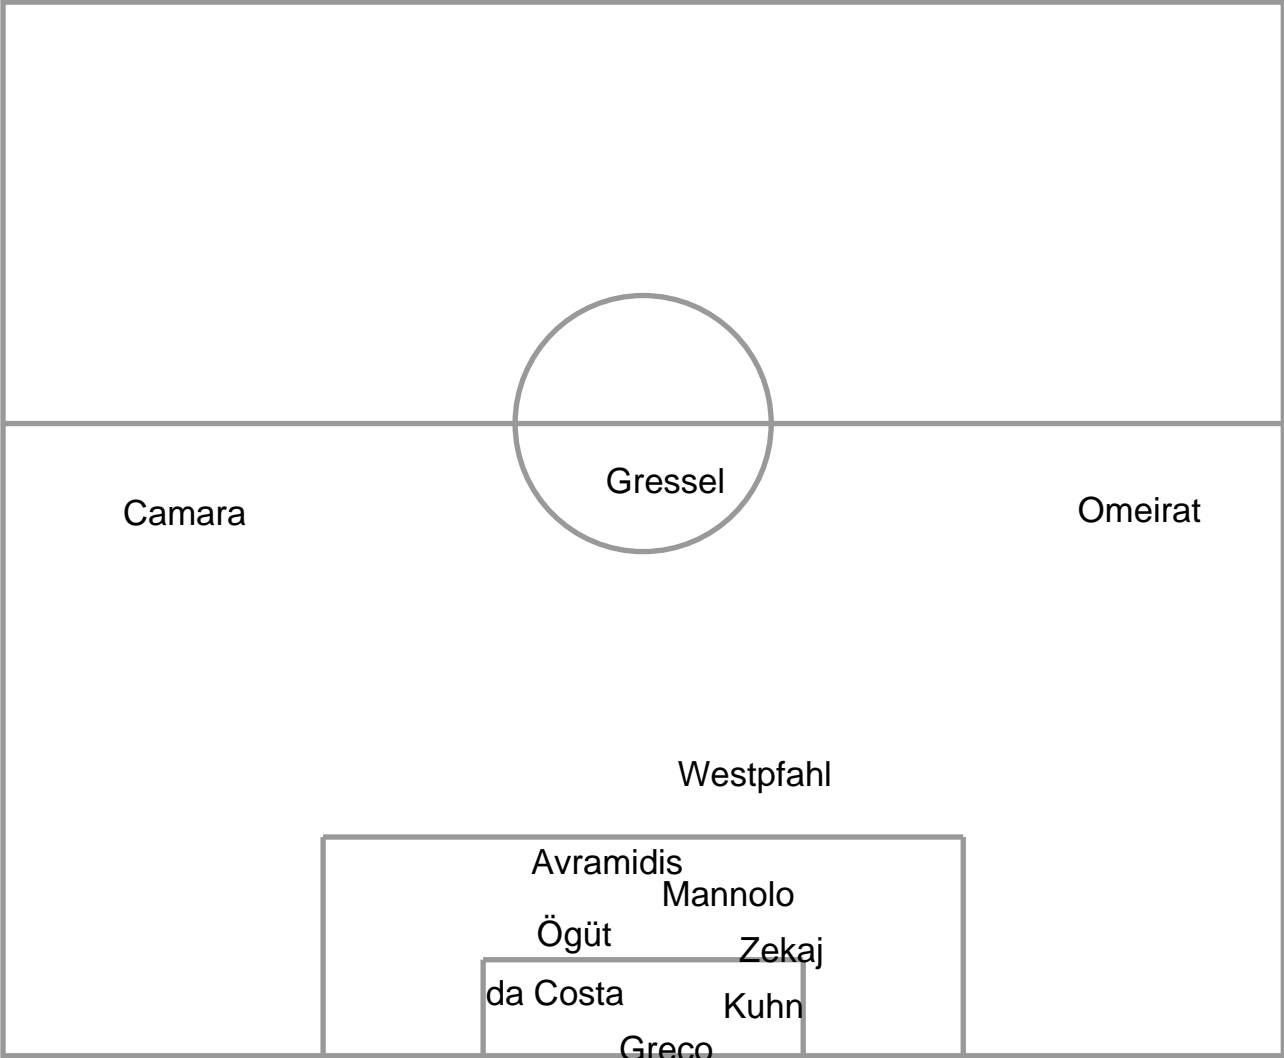 Gressel
Camara
Omeirat
Westpfahl
Avramidis
Mannolo
Ögüt
Zekaj
da Costa
Kuhn
Greco